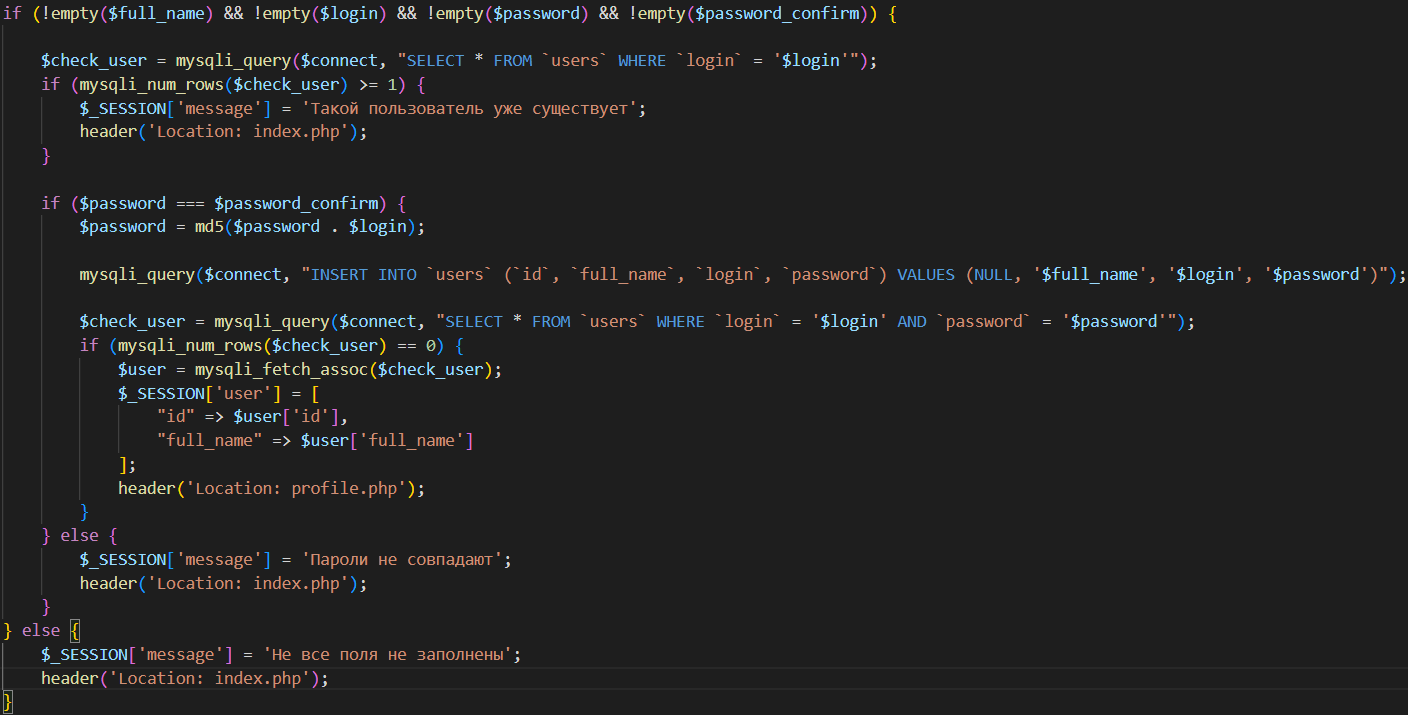 if (!empty($full_name) && !empty($login) && !empty($password) && !empty($password_confirm)) {
$check_user = mysqli_query($connect, "SELECT * FROM `users` WHERE `login` = '$login'");
if (mysqli_num_rows($check_user) >= 1) {
$_SESSION['message'] = 'Такой пользователь уже существует';
header('Location: index.php');
}
if ($password === $password_confirm) {
$password = md5($password . $login);
mysqli_query($connect, "INSERT INTO `users` (`id`, `full_name`, `login`, `password`) VALUES (NULL, '$full_name', '$login', '$password')");
$check_user = mysqli_query($connect, "SELECT * FROM `users` WHERE `login` = '$login' AND `password` = '$password'");
if (mysqli_num_rows($check_user) == 0) {
$user = mysqli_fetch_assoc($check_user);
$_SESSION['user'] = [
"id" => $user['id'],
"full_name" => $user['full_name']
];
header('Location: profile.php');
}
} else {
$_SESSION['message'] = 'Пароли не совпадают';
header('Location: index.php');
}
} else {
$_SESSION['message'] = 'Не все поля не заполнены';
header('Location: index.php');
}